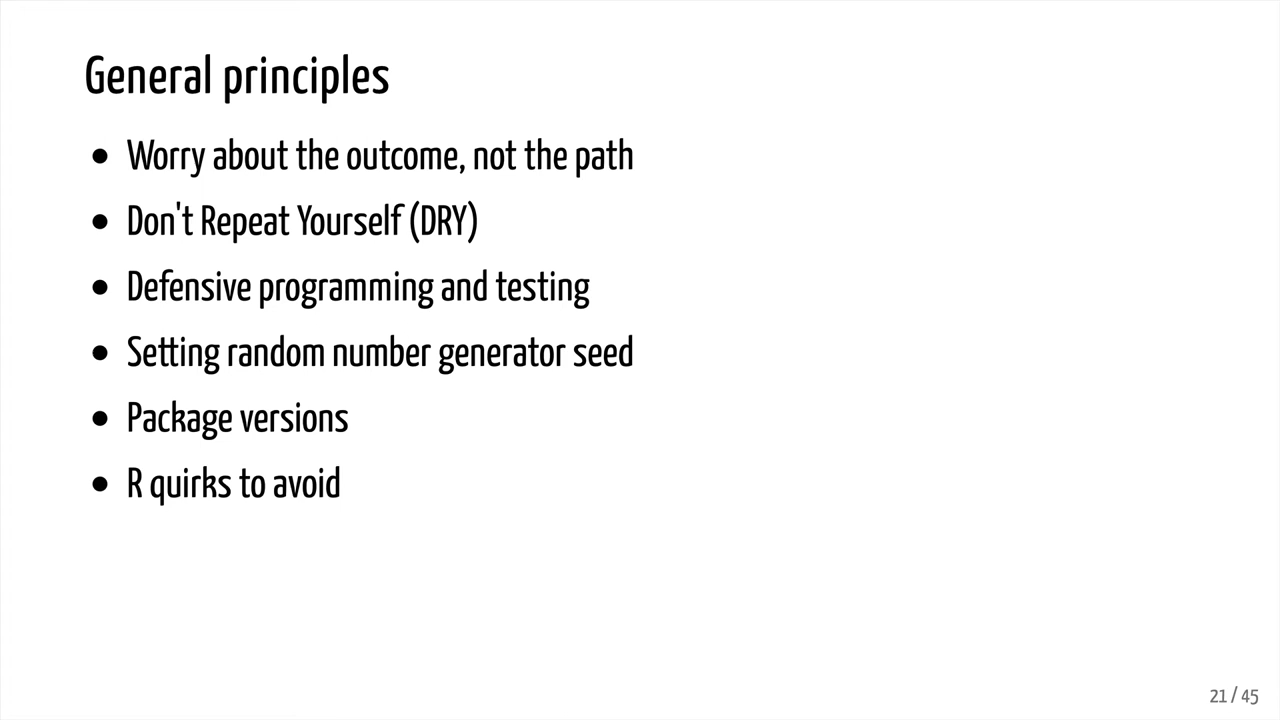 General principles
• Worry about the outcome, not the path
• Don't Repeat Yourself (DRY)
• Defensive programming and testing
• Setting random number generator seed
• Package versions
• R quirks to avoid
21 / 45